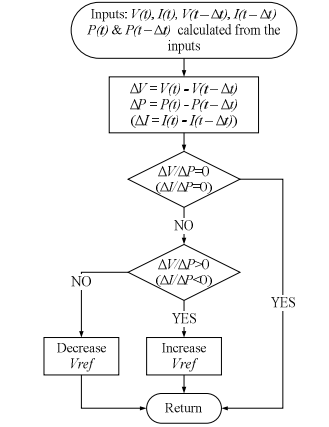 Inputs: V(t), I(t), V(t−Δt), I(t−Δt)
P(t) & P(t−Δt) calculated from the
inputs
ΔV = V(t) - V(t−Δt)
ΔP = P(t) - P(t−Δt)
(ΔI = I(t) - I(t−Δt))
ΔV/ΔP=0
(ΔI/ΔP=0)
NO
ΔV/ΔP>0
(ΔI/ΔP<0)
NO
YES
YES
Decrease
Vref
Increase
Vref
Return